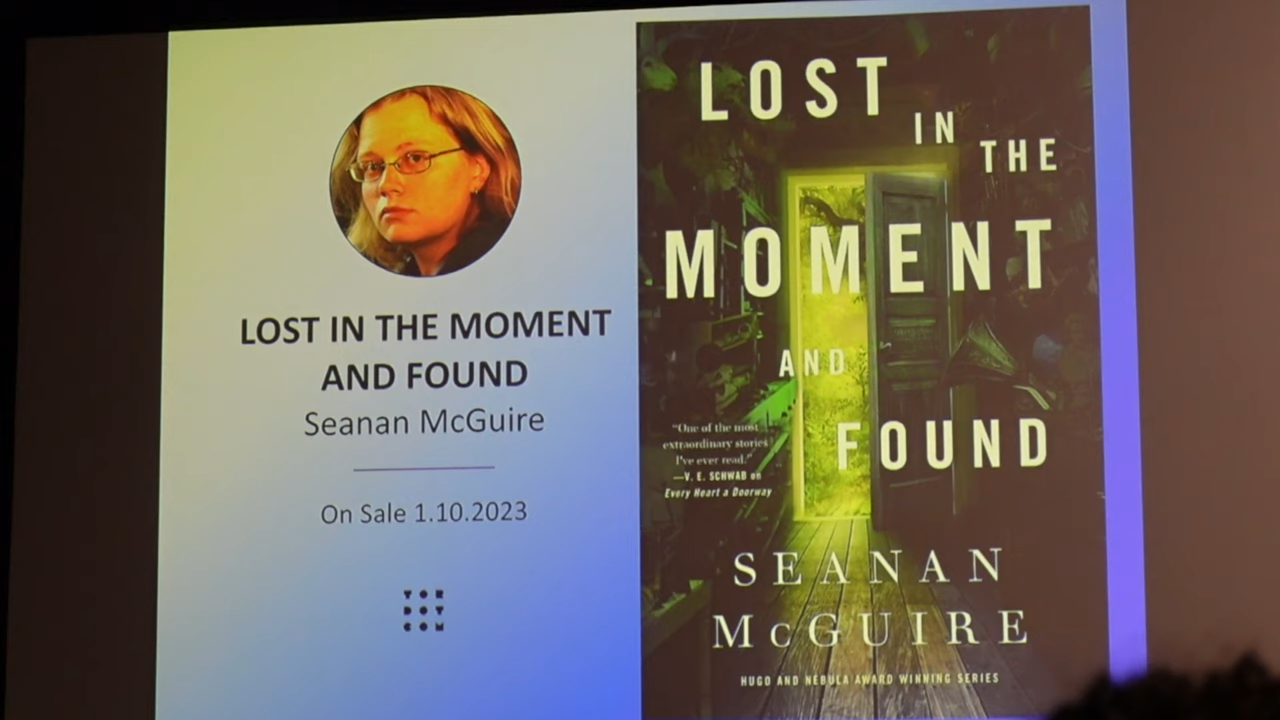 LOST IN THE MOMENT
AND FOUND
Seanan McGuire
On Sale 1.10.2023
TOR
DOT
COM
LOST
IN THE
MOMENT
AND
FOUND
"One of the most
extraordinary stories
I've ever read."
—V. E. SCHWAB on
Every Heart a Doorway
SEANAN
McGUIRE
HUGO AND NEBULA AWARD WINNING SERIES